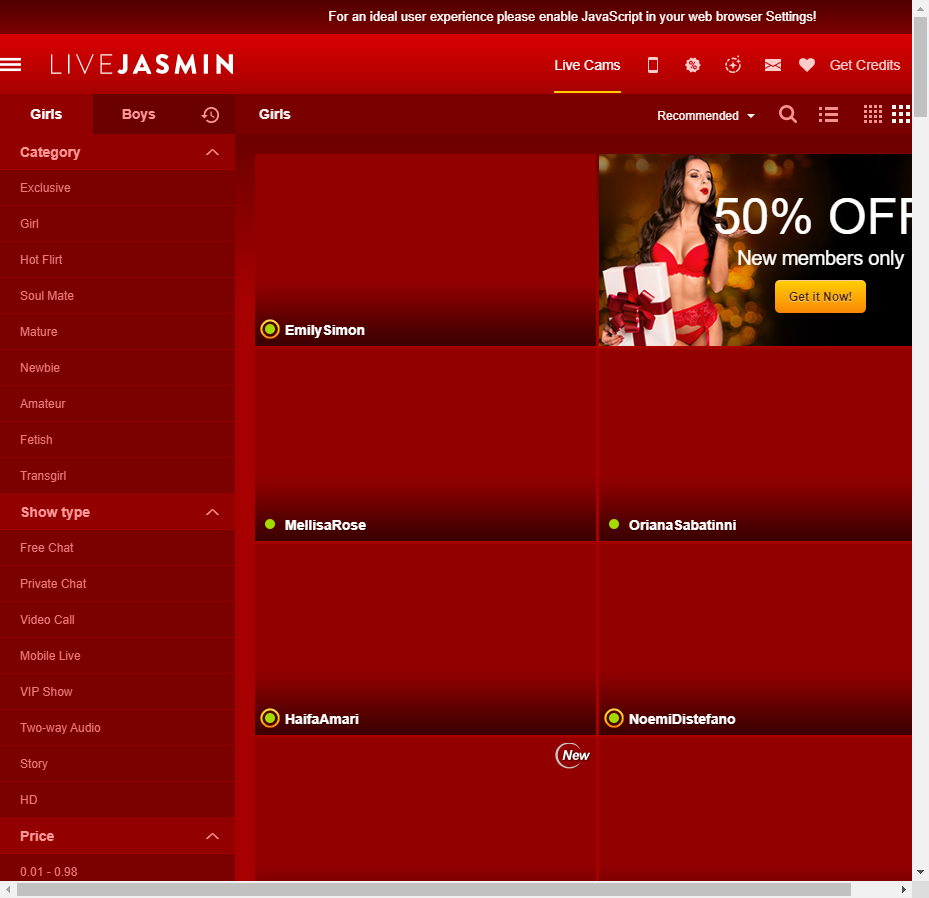 For an ideal user experience please enable JavaScript in your web browser Settings!
LIVEJASMIN
Live Cams
Get Credits
Girls
Boys
Girls
Recommended
Category
Exclusive
Girl
Hot Flirt
Soul Mate
Mature
Newbie
Amateur
Fetish
Transgirl
Show type
Free Chat
Private Chat
Video Call
Mobile Live
VIP Show
Two-way Audio
Story
HD
Price
0.01 - 0.98
EmilySimon
50% OFF
New members only
Get it Now!
MellisaRose
OrianaSabatinni
HaifaAmari
NoemiDistefano
New